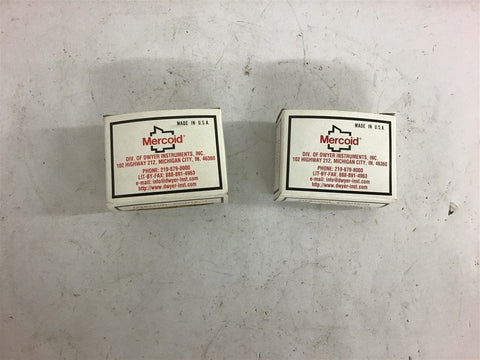 MADE IN U.S.A.
Mercoid
DIV. OF DWYER INSTRUMENTS, INC.
102 HIGHWAY 212, MICHIGAN CITY, IN. 46360
PHONE: 219-879-8000
LIT-BY-FAX: 888-891-4963
e-mail: info@dwyer-inst.com
http://www.dwyer-inst.com
MADE IN U.S.A.
Mercoid
DIV. OF DWYER INSTRUMENTS, INC.
102 HIGHWAY 212, MICHIGAN CITY, IN. 46360
PHONE: 219-879-8000
LIT-BY-FAX: 888-891-4963
e-mail: info@dwyer-inst.com
http://www.dwyer-inst.com